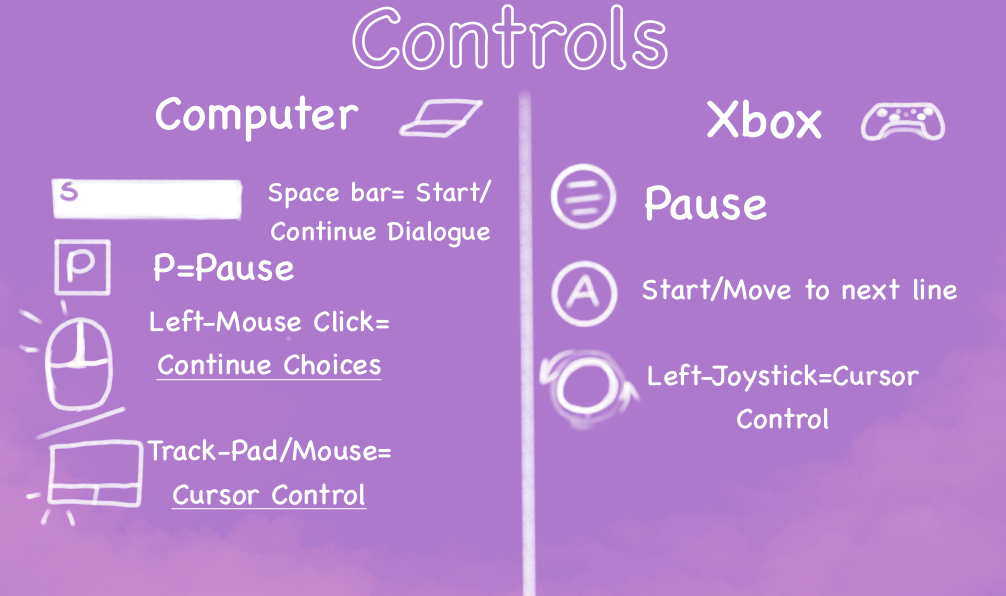 Controls
Computer
S
Space bar= Start/
Continue Dialogue
P
P=Pause
Left-Mouse Click=
Continue Choices
Track-Pad/Mouse=
Cursor Control
Xbox
Pause
A
Start/Move to next line
Left-Joystick=Cursor
Control